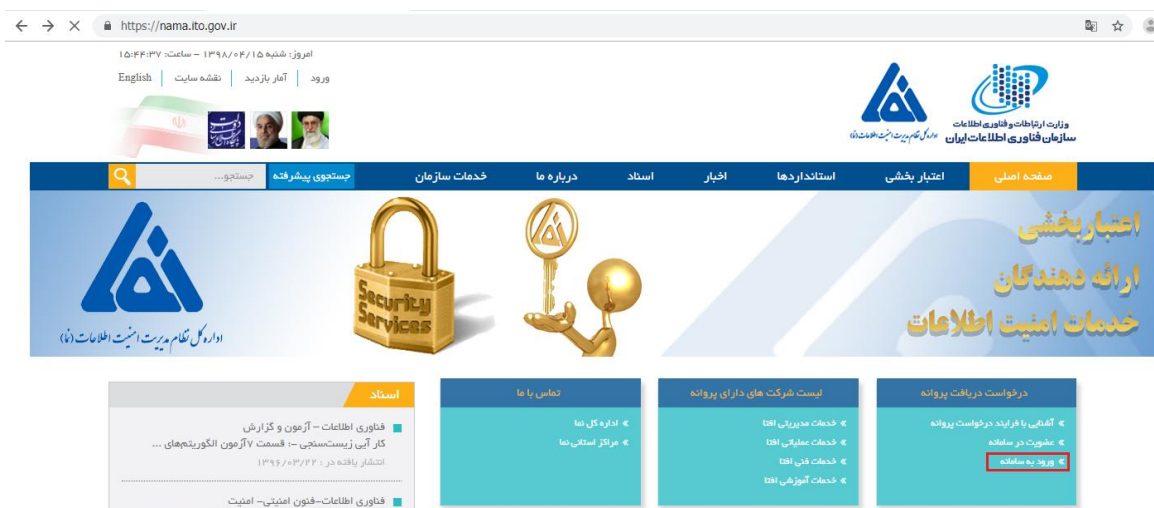 https://nama.ito.gov.ir
امروز: شنبه ۱۳۹۸/۰۴/۱۵ – ساعت: ۱۵:۴۴:۳۷
ورود | آمار بازدید | نقشه سایت | English
وزارت ارتباطات و فناوری اطلاعات
سازمان فناوری اطلاعات ایران
اداره کل نظام مدیریت امنیت اطلاعات (نما)
صفحه اصلی
اعتبار بخشی
استانداردها
اخبار
اسناد
درباره ما
خدمات سازمان
جستجوی پیشرفته
جستجو...
اعتباربخشی
ارائه دهندگان
خدمات امنیت اطلاعات
Security
Services
اداره کل نظام مدیریت امنیت اطلاعات (نما)
درخواست دریافت پروانه
» آشنایی با فرایند درخواست پروانه
» عضویت در سامانه
» ورود به سامانه
لیست شرکت های دارای پروانه
» خدمات مدیریتی افتا
» خدمات عملیاتی افتا
» خدمات فنی افتا
» خدمات آموزشی افتا
تماس با ما
» اداره کل نما
» مراکز استانی نما
اسناد
فناوری اطلاعات – آزمون و گزارش
کار آیی زیست‌سنجی –: قسمت ۷آزمون الگوریتم‌های ...
انتشار یافته در : ۱۳۹۶/۰۳/۲۲
فناوری اطلاعات–فنون امنیتی– امنیت